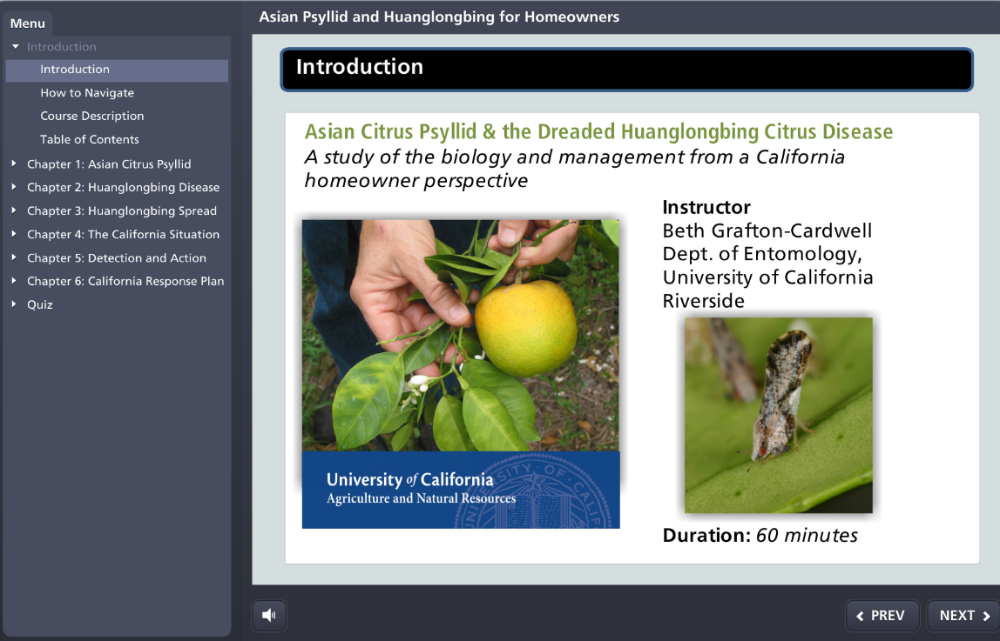 Asian Psyllid and Huanglongbing for Homeowners
Menu
Introduction
Introduction
How to Navigate
Course Description
Table of Contents
Chapter 1: Asian Citrus Psyllid
Chapter 2: Huanglongbing Disease
Chapter 3: Huanglongbing Spread
Chapter 4: The California Situation
Chapter 5: Detection and Action
Chapter 6: California Response Plan
Quiz
Introduction
Asian Citrus Psyllid & the Dreaded Huanglongbing Citrus Disease
A study of the biology and management from a California
homeowner perspective
Instructor
Beth Grafton-Cardwell
Dept. of Entomology,
University of California
Riverside
University of California
Agriculture and Natural Resources
Duration: 60 minutes
PREV
NEXT